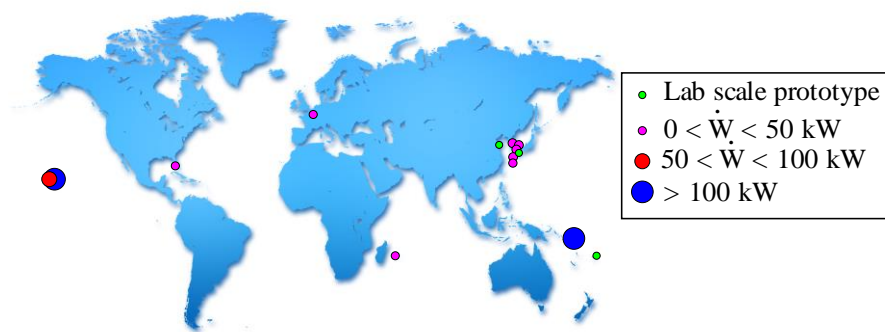 Lab scale prototype
0 < Ẇ < 50 kW
50 < Ẇ < 100 kW
> 100 kW